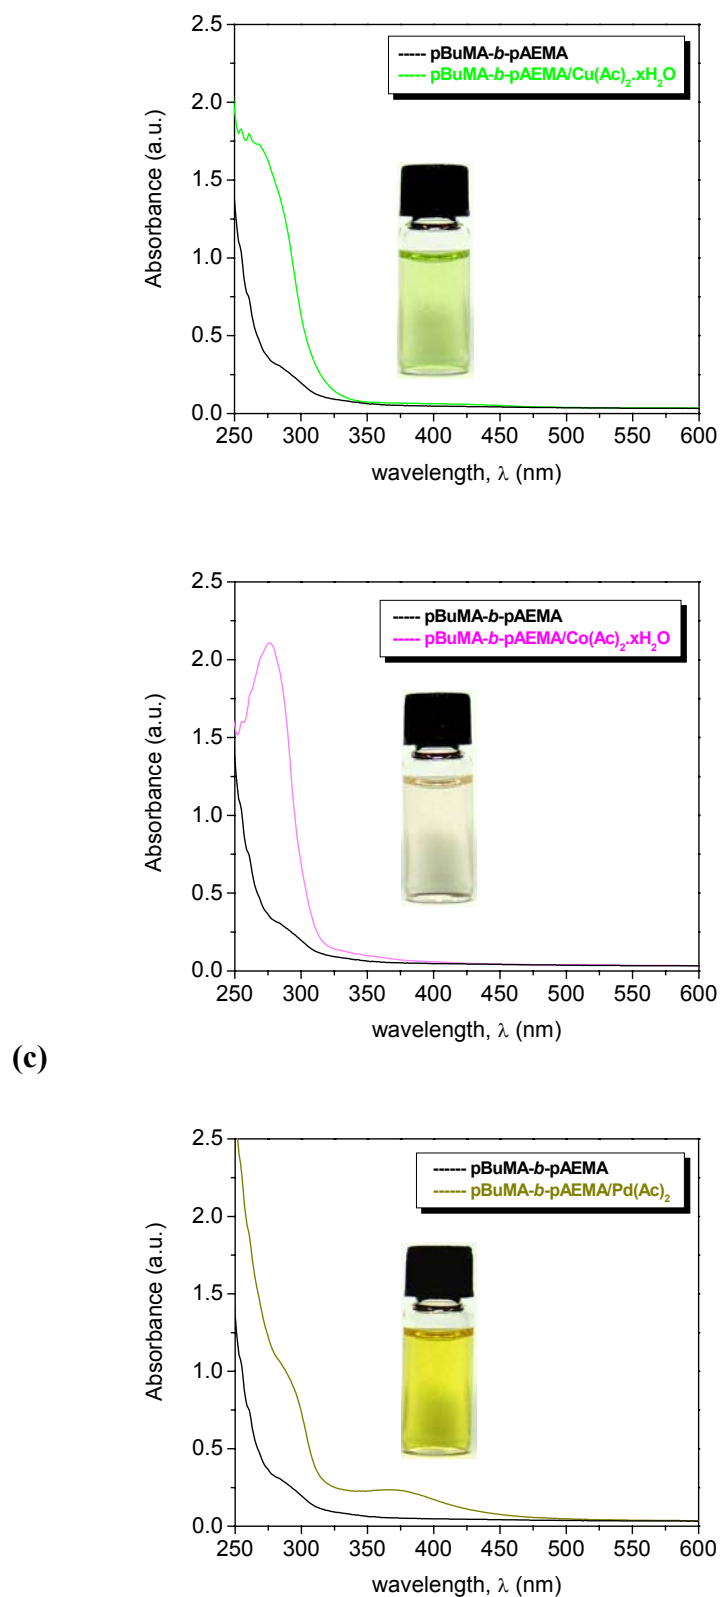 2.5
2.0
1.5
1.0
0.5
0.0
Absorbance (a.u.)
----- pBuMA-b-pAEMA
----- pBuMA-b-pAEMA/Cu(Ac)₂.xH₂O
250 300 350 400 450 500 550 600
wavelength, λ (nm)
2.5
2.0
1.5
1.0
0.5
0.0
Absorbance (a.u.)
----- pBuMA-b-pAEMA
----- pBuMA-b-pAEMA/Co(Ac)₂.xH₂O
250 300 350 400 450 500 550 600
wavelength, λ (nm)
(c)
2.5
2.0
1.5
1.0
0.5
0.0
Absorbance (a.u.)
------ pBuMA-b-pAEMA
------ pBuMA-b-pAEMA/Pd(Ac)₂
250 300 350 400 450 500 550 600
wavelength, λ (nm)